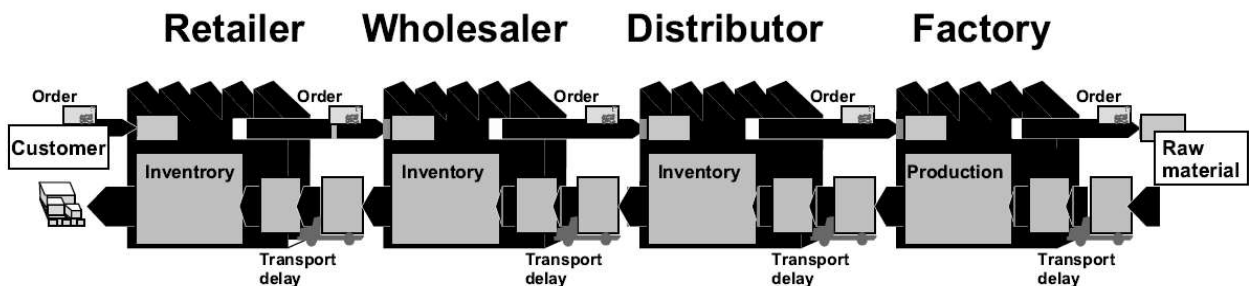 Retailer Wholesaler Distributor Factory
Order Order Order Order Order
Customer
Raw
material
Inventrory Inventory Inventory Production
Transport Transport Transport Transport
delay delay delay delay